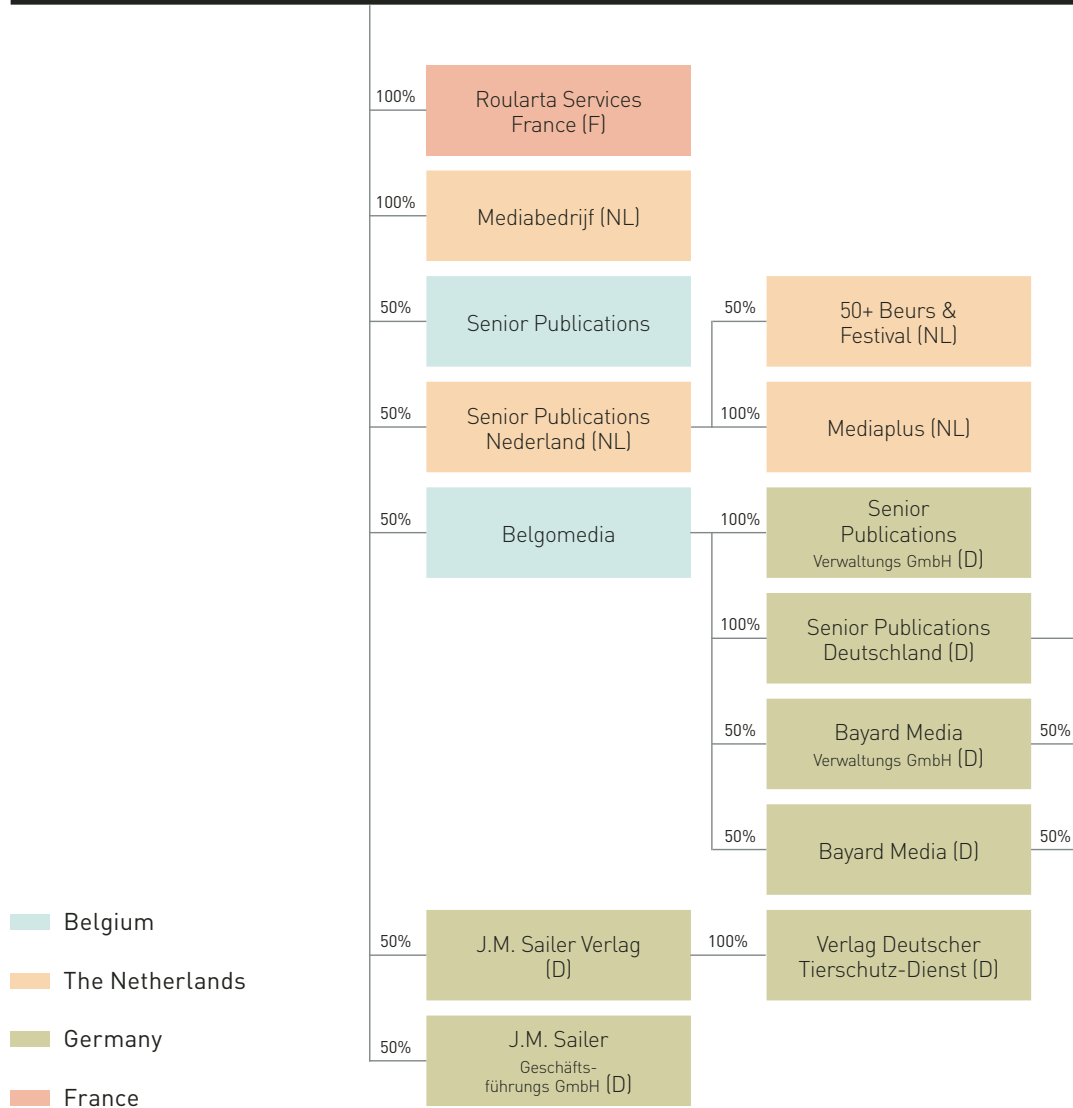 100%
Roularta Services
France (F)
100%
Mediabedrijf (NL)
50%
Senior Publications
50%
50+ Beurs &
Festival (NL)
50%
Senior Publications
Nederland (NL)
100%
Mediaplus (NL)
50%
Belgomedia
100%
Senior
Publications
Verwaltungs GmbH (D)
100%
Senior Publications
Deutschland (D)
50%
Bayard Media
Verwaltungs GmbH (D)
50%
50%
Bayard Media (D)
50%
Belgium
50%
J.M. Sailer Verlag
(D)
100%
Verlag Deutscher
Tierschutz-Dienst (D)
The Netherlands
Germany
50%
J.M. Sailer
Geschäfts-
führungs GmbH (D)
France